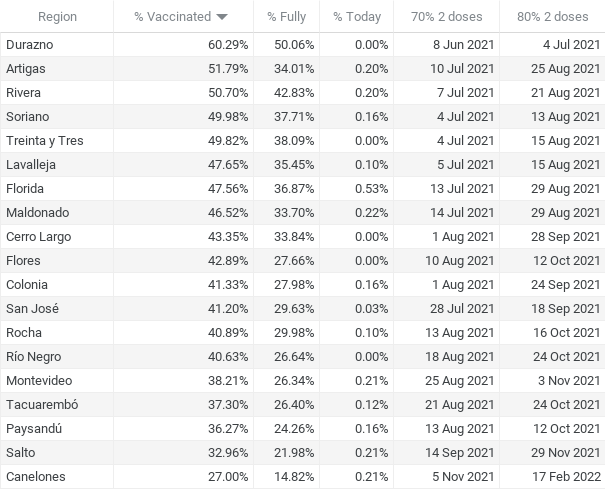 Region % Vaccinated % Fully % Today 70% 2 doses 80% 2 doses
Durazno 60.29% 50.06% 0.00% 8 Jun 2021 4 Jul 2021
Artigas 51.79% 34.01% 0.20% 10 Jul 2021 25 Aug 2021
Rivera 50.70% 42.83% 0.20% 7 Jul 2021 21 Aug 2021
Soriano 49.98% 37.71% 0.16% 4 Jul 2021 13 Aug 2021
Treinta y Tres 49.82% 38.09% 0.00% 4 Jul 2021 15 Aug 2021
Lavalleja 47.65% 35.45% 0.10% 5 Jul 2021 15 Aug 2021
Florida 47.56% 36.87% 0.53% 13 Jul 2021 29 Aug 2021
Maldonado 46.52% 33.70% 0.22% 14 Jul 2021 29 Aug 2021
Cerro Largo 43.35% 33.84% 0.00% 1 Aug 2021 28 Sep 2021
Flores 42.89% 27.66% 0.00% 10 Aug 2021 12 Oct 2021
Colonia 41.33% 27.98% 0.16% 1 Aug 2021 24 Sep 2021
San José 41.20% 29.63% 0.03% 28 Jul 2021 18 Sep 2021
Rocha 40.89% 29.98% 0.10% 13 Aug 2021 16 Oct 2021
Río Negro 40.63% 26.64% 0.00% 18 Aug 2021 24 Oct 2021
Montevideo 38.21% 26.34% 0.21% 25 Aug 2021 3 Nov 2021
Tacuarembó 37.30% 26.40% 0.12% 21 Aug 2021 24 Oct 2021
Paysandú 36.27% 24.26% 0.16% 13 Aug 2021 12 Oct 2021
Salto 32.96% 21.98% 0.21% 14 Sep 2021 29 Nov 2021
Canelones 27.00% 14.82% 0.21% 5 Nov 2021 17 Feb 2022